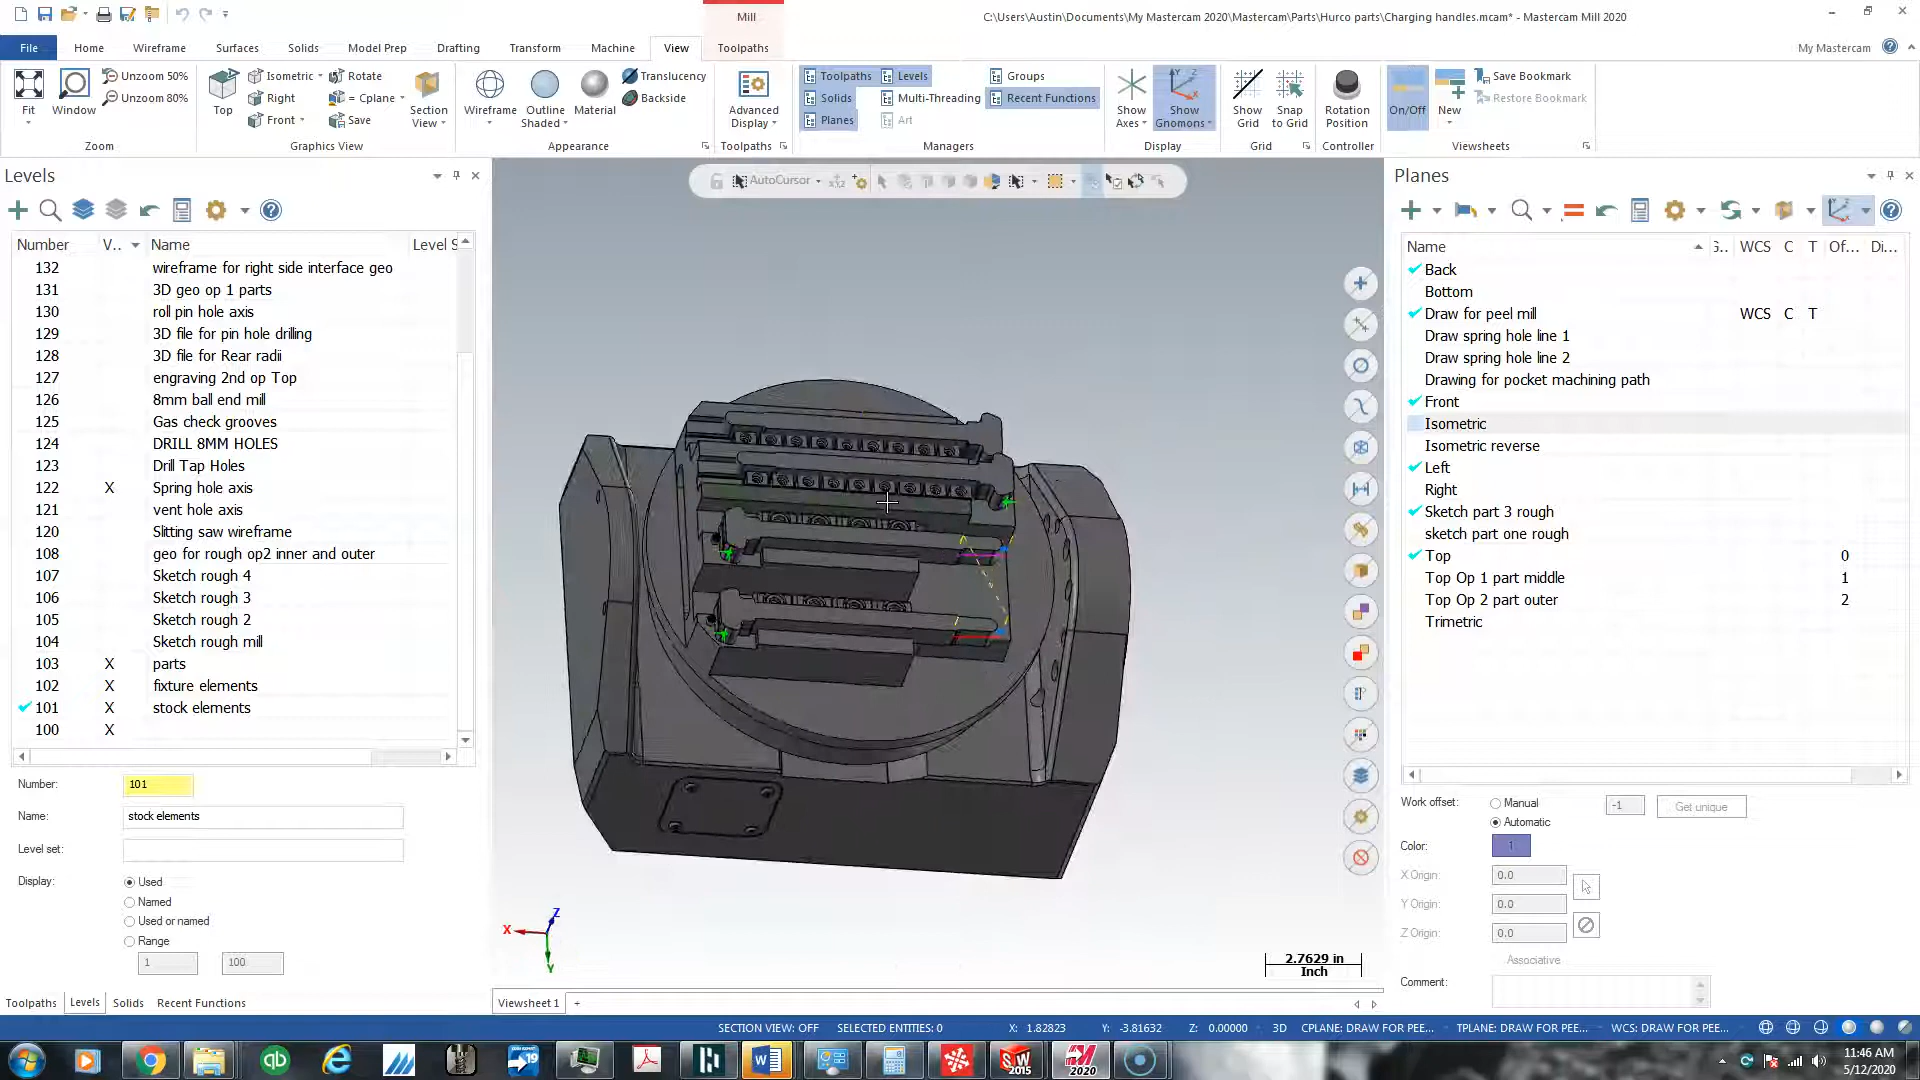 Mill
C:\Users\Austin\Documents\My Mastercam 2020\Mastercam\Parts\Hurco parts\Charging handles.mcam* - Mastercam Mill 2020
File Home Wireframe Surfaces Solids Model Prep Drafting Transform Machine View Toolpaths My Mastercam
Fit Window Unzoom 50% Unzoom 80%
Top Isometric Right Front Rotate = Cplane Save Section View
Wireframe Outline Shaded Material Translucency Backside
Advanced Display
Toolpaths Levels Groups
Solids Multi-Threading Recent Functions
Planes Art
Show Axes Show Gnomons Show Grid Snap to Grid Rotation Position On/Off New Save Bookmark Restore Bookmark
Zoom Graphics View Appearance Toolpaths Managers Display Grid Controller Viewsheets
Levels
Number V.. Name Level S
132 wireframe for right side interface geo
131 3D geo op 1 parts
130 roll pin hole axis
129 3D file for pin hole drilling
128 3D file for Rear radii
127 engraving 2nd op Top
126 8mm ball end mill
125 Gas check grooves
124 DRILL 8MM HOLES
123 Drill Tap Holes
122 X Spring hole axis
121 vent hole axis
120 Slitting saw wireframe
108 geo for rough op2 inner and outer
107 Sketch rough 4
106 Sketch rough 3
105 Sketch rough 2
104 Sketch rough mill
103 X parts
102 X fixture elements
101 X stock elements
100 X
Number: 101
Name: stock elements
Level set:
Display: Used
Named
Used or named
Range
1 100
Toolpaths Levels Solids Recent Functions
AutoCursor
X Z Y
2.7629 in
Inch
Viewsheet 1 +
Planes
Name G.. WCS C T Of... Di...
Back
Bottom
Draw for peel mill WCS C T
Draw spring hole line 1
Draw spring hole line 2
Drawing for pocket machining path
Front
Isometric
Isometric reverse
Left
Right
Sketch part 3 rough
sketch part one rough
Top 0
Top Op 1 part middle 1
Top Op 2 part outer 2
Trimetric
Work offset: Manual -1 Get unique
Automatic
Color: 1
X Origin: 0.0
Y Origin: 0.0
Z Origin: 0.0
Associative
Comment:
SECTION VIEW: OFF SELECTED ENTITIES: 0 X: 1.82823 Y: -3.81632 Z: 0.00000 3D CPLANE: DRAW FOR PEE... TPLANE: DRAW FOR PEE... WCS: DRAW FOR PEE...
19 SW 2015 2020
11:46 AM
5/12/2020